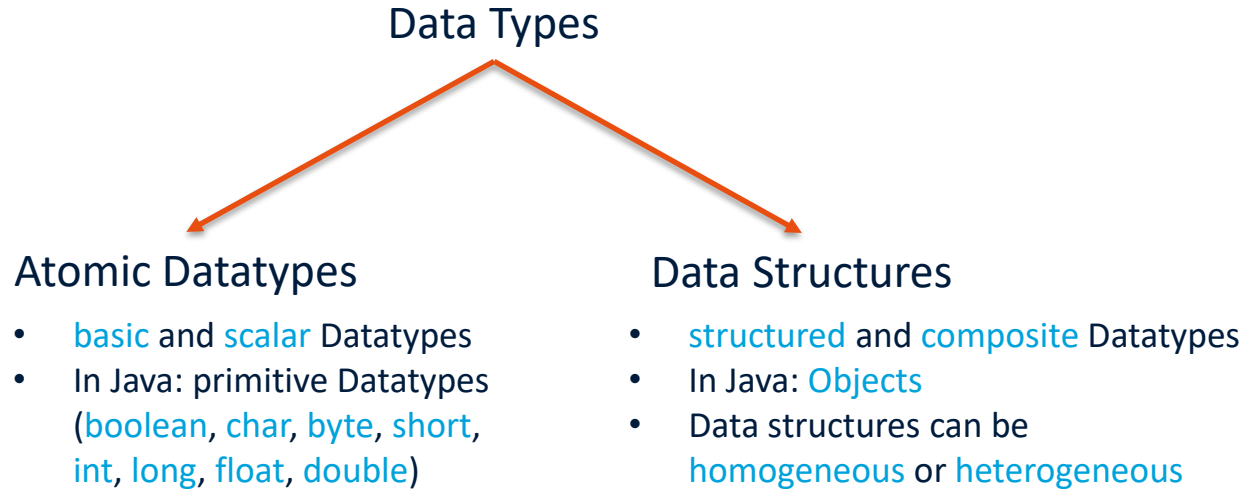 Data Types
Atomic Datatypes
• basic and scalar Datatypes
• In Java: primitive Datatypes
(boolean, char, byte, short,
int, long, float, double)
Data Structures
• structured and composite Datatypes
• In Java: Objects
• Data structures can be
homogeneous or heterogeneous